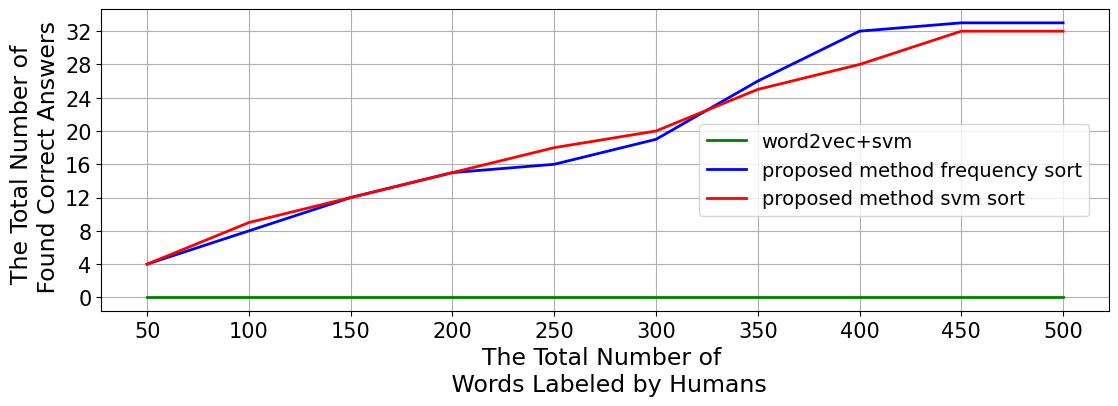 The Total Number of
Found Correct Answers
32
28
24
20
16
12
8
4
0
word2vec+svm
proposed method frequency sort
proposed method svm sort
50 100 150 200 250 300 350 400 450 500
The Total Number of
Words Labeled by Humans